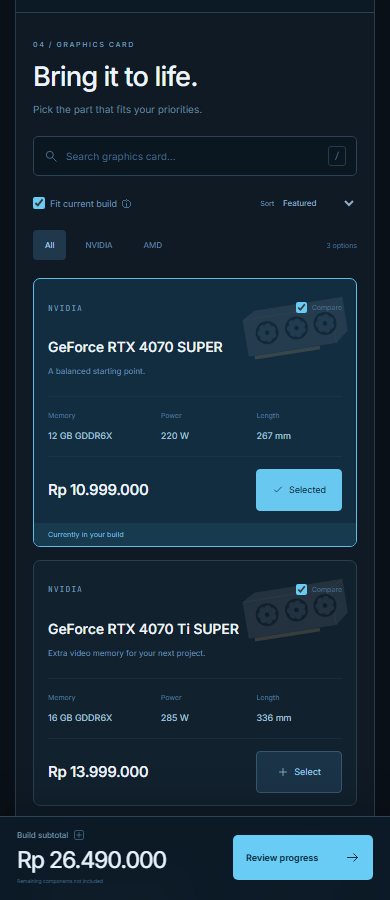 04 / GRAPHICS CARD
Bring it to life.
Pick the part that fits your priorities.
Search graphics card... /
Fit current build
Sort Featured
All NVIDIA AMD 3 options
NVIDIA Compare
GeForce RTX 4070 SUPER
A balanced starting point.
Memory Power Length
12 GB GDDR6X 220 W 267 mm
Rp 10.999.000 Selected
Currently in your build
NVIDIA Compare
GeForce RTX 4070 Ti SUPER
Extra video memory for your next project.
Memory Power Length
16 GB GDDR6X 285 W 336 mm
Rp 13.999.000 Select
Build subtotal
Rp 26.490.000 Review progress
Remaining components not included